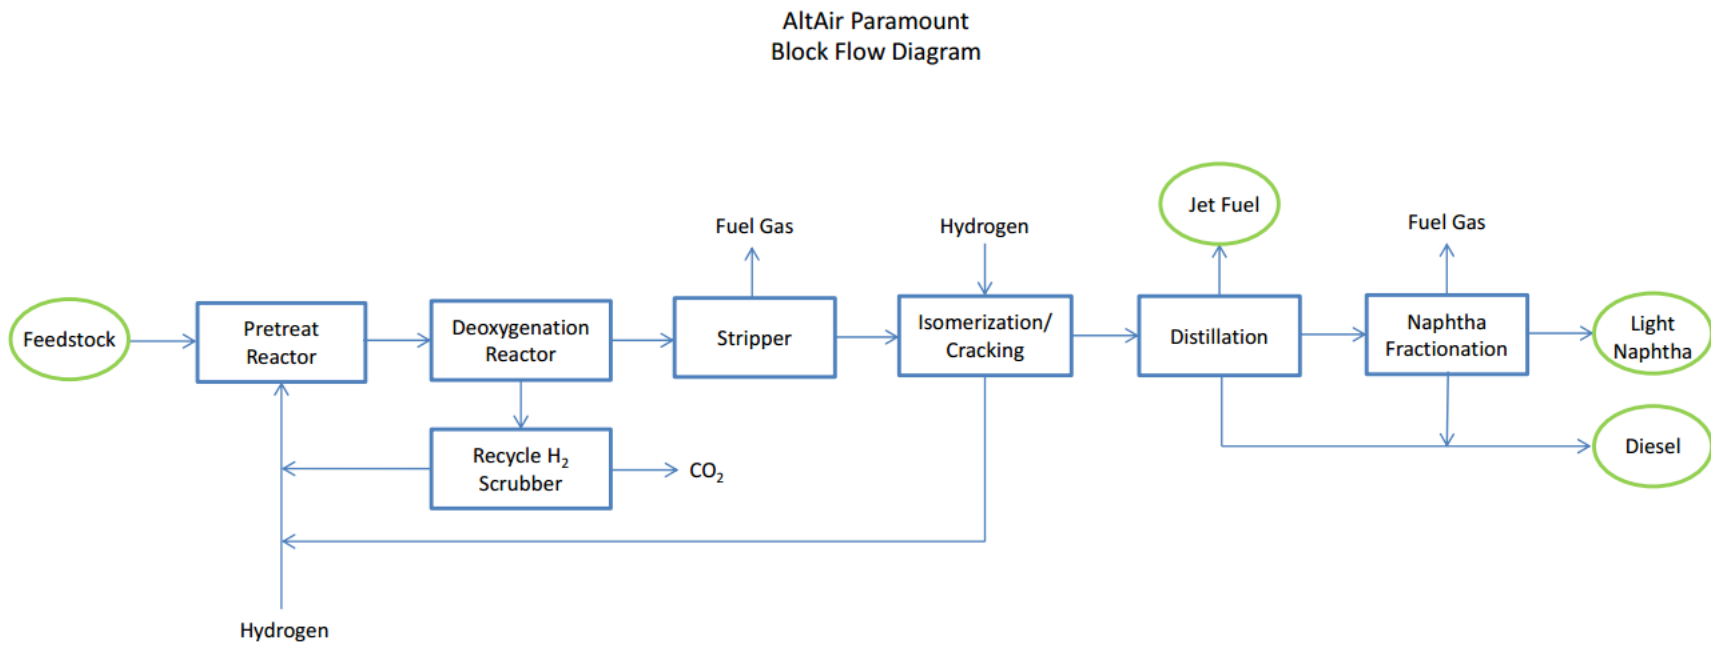 AltAir Paramount
Block Flow Diagram
Jet Fuel
Fuel Gas
Hydrogen
Fuel Gas
Feedstock
Pretreat
Reactor
Deoxygenation
Reactor
Stripper
Isomerization/
Cracking
Distillation
Naphtha
Fractionation
Light
Naphtha
Recycle H₂
Scrubber
CO₂
Diesel
Hydrogen